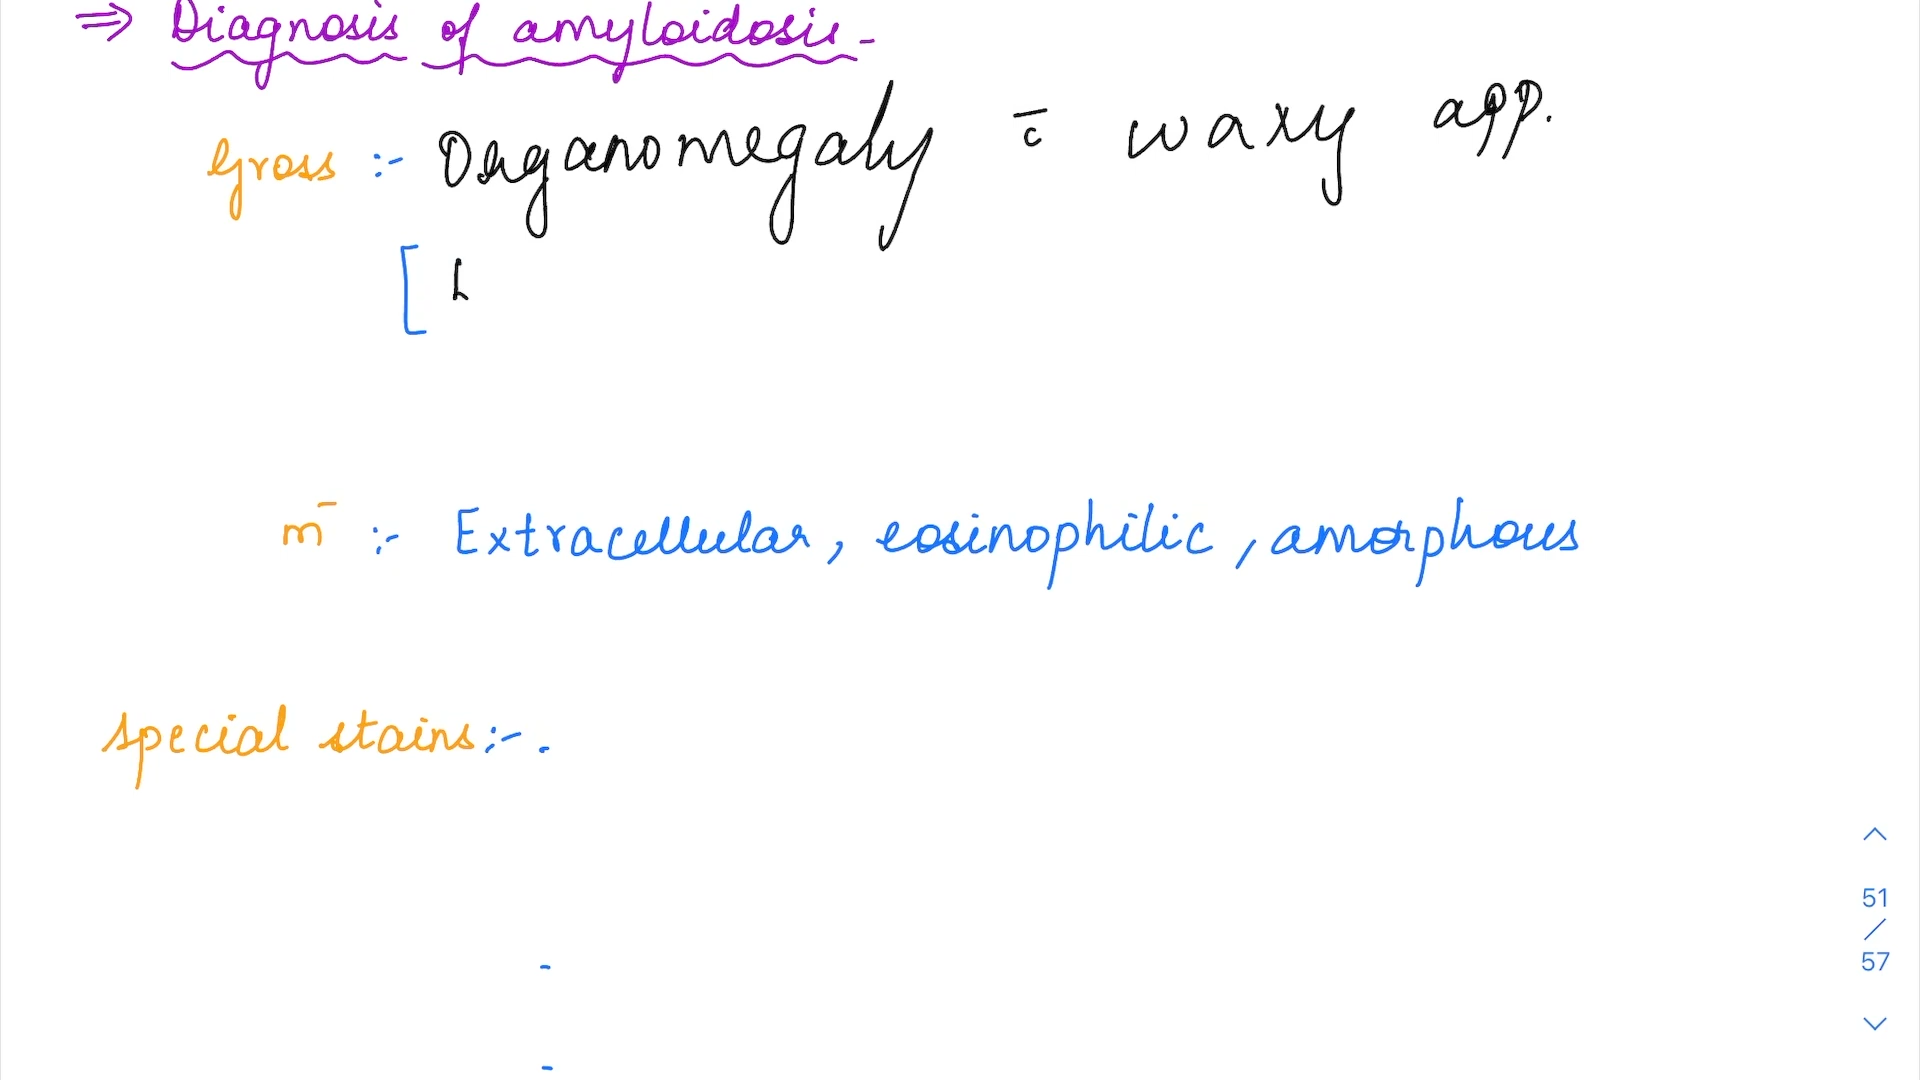 ⇒ Diagnosis of amyloidosis -
Gross :- Organomegaly c̄ waxy app.
[
m̄ :- Extracellular, eosinophilic, amorphous
special stains :- .
-
-
51
/
57